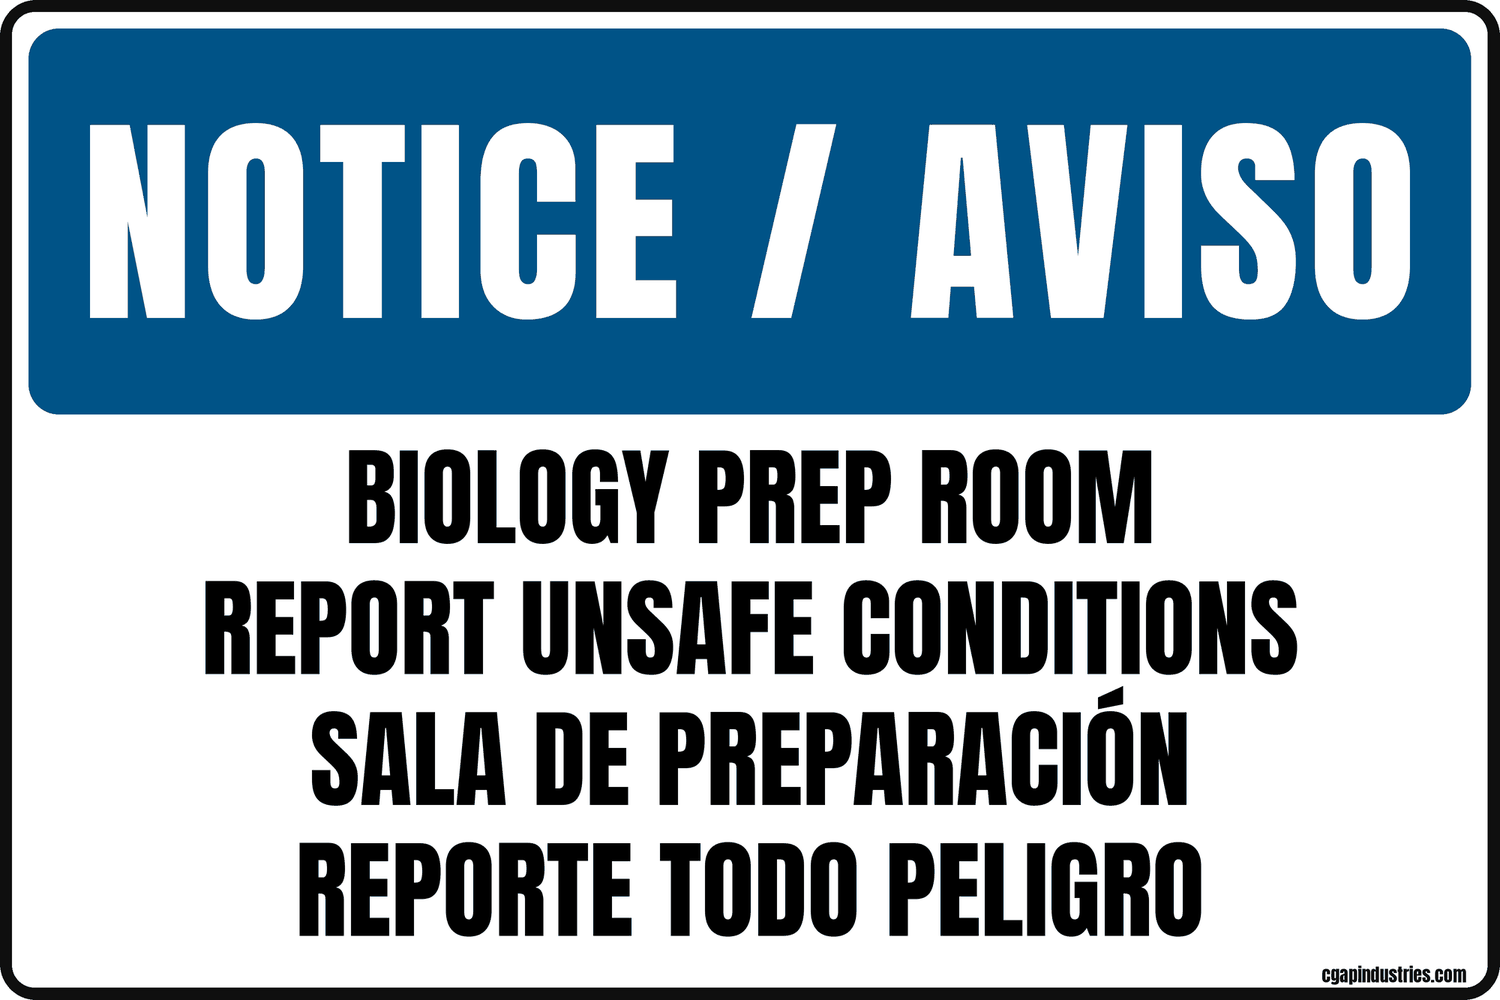 NOTICE / AVISO
BIOLOGY PREP ROOM
REPORT UNSAFE CONDITIONS
SALA DE PREPARACIÓN
REPORTE TODO PELIGRO
cgapindustries.com